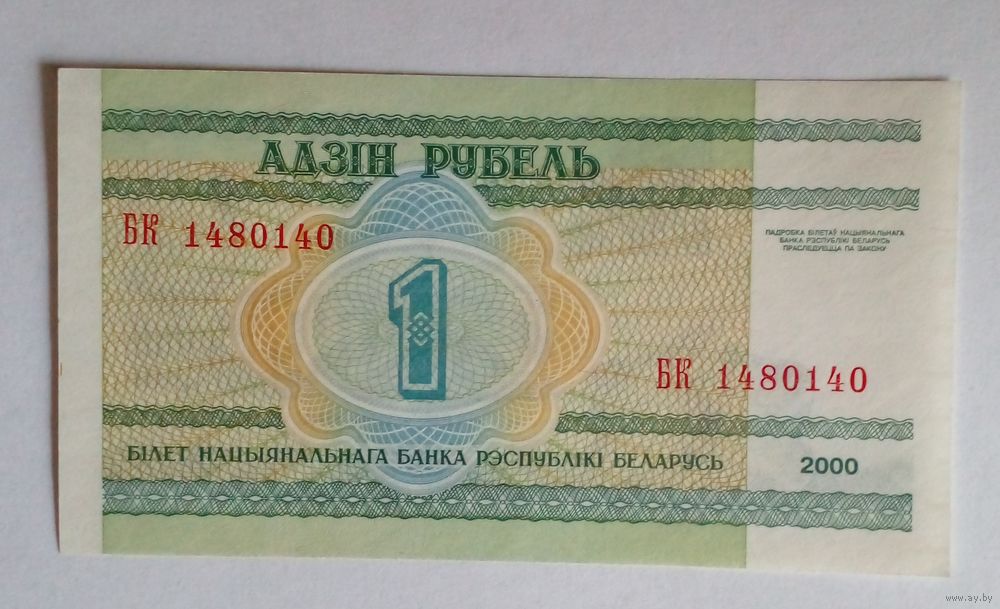 АДЗІН РУБЕЛЬ
БК 1480140
ПАДРОБКА БІЛЕТАЎ НАЦЫЯНАЛЬНАГА
БАНКА РЭСПУБЛІКІ БЕЛАРУСЬ
ПРАСЛЕДУЕЦЦА ПА ЗАКОНУ
1
БК 1480140
БІЛЕТ НАЦЫЯНАЛЬНАГА БАНКА РЭСПУБЛІКІ БЕЛАРУСЬ
2000
www.ay.by